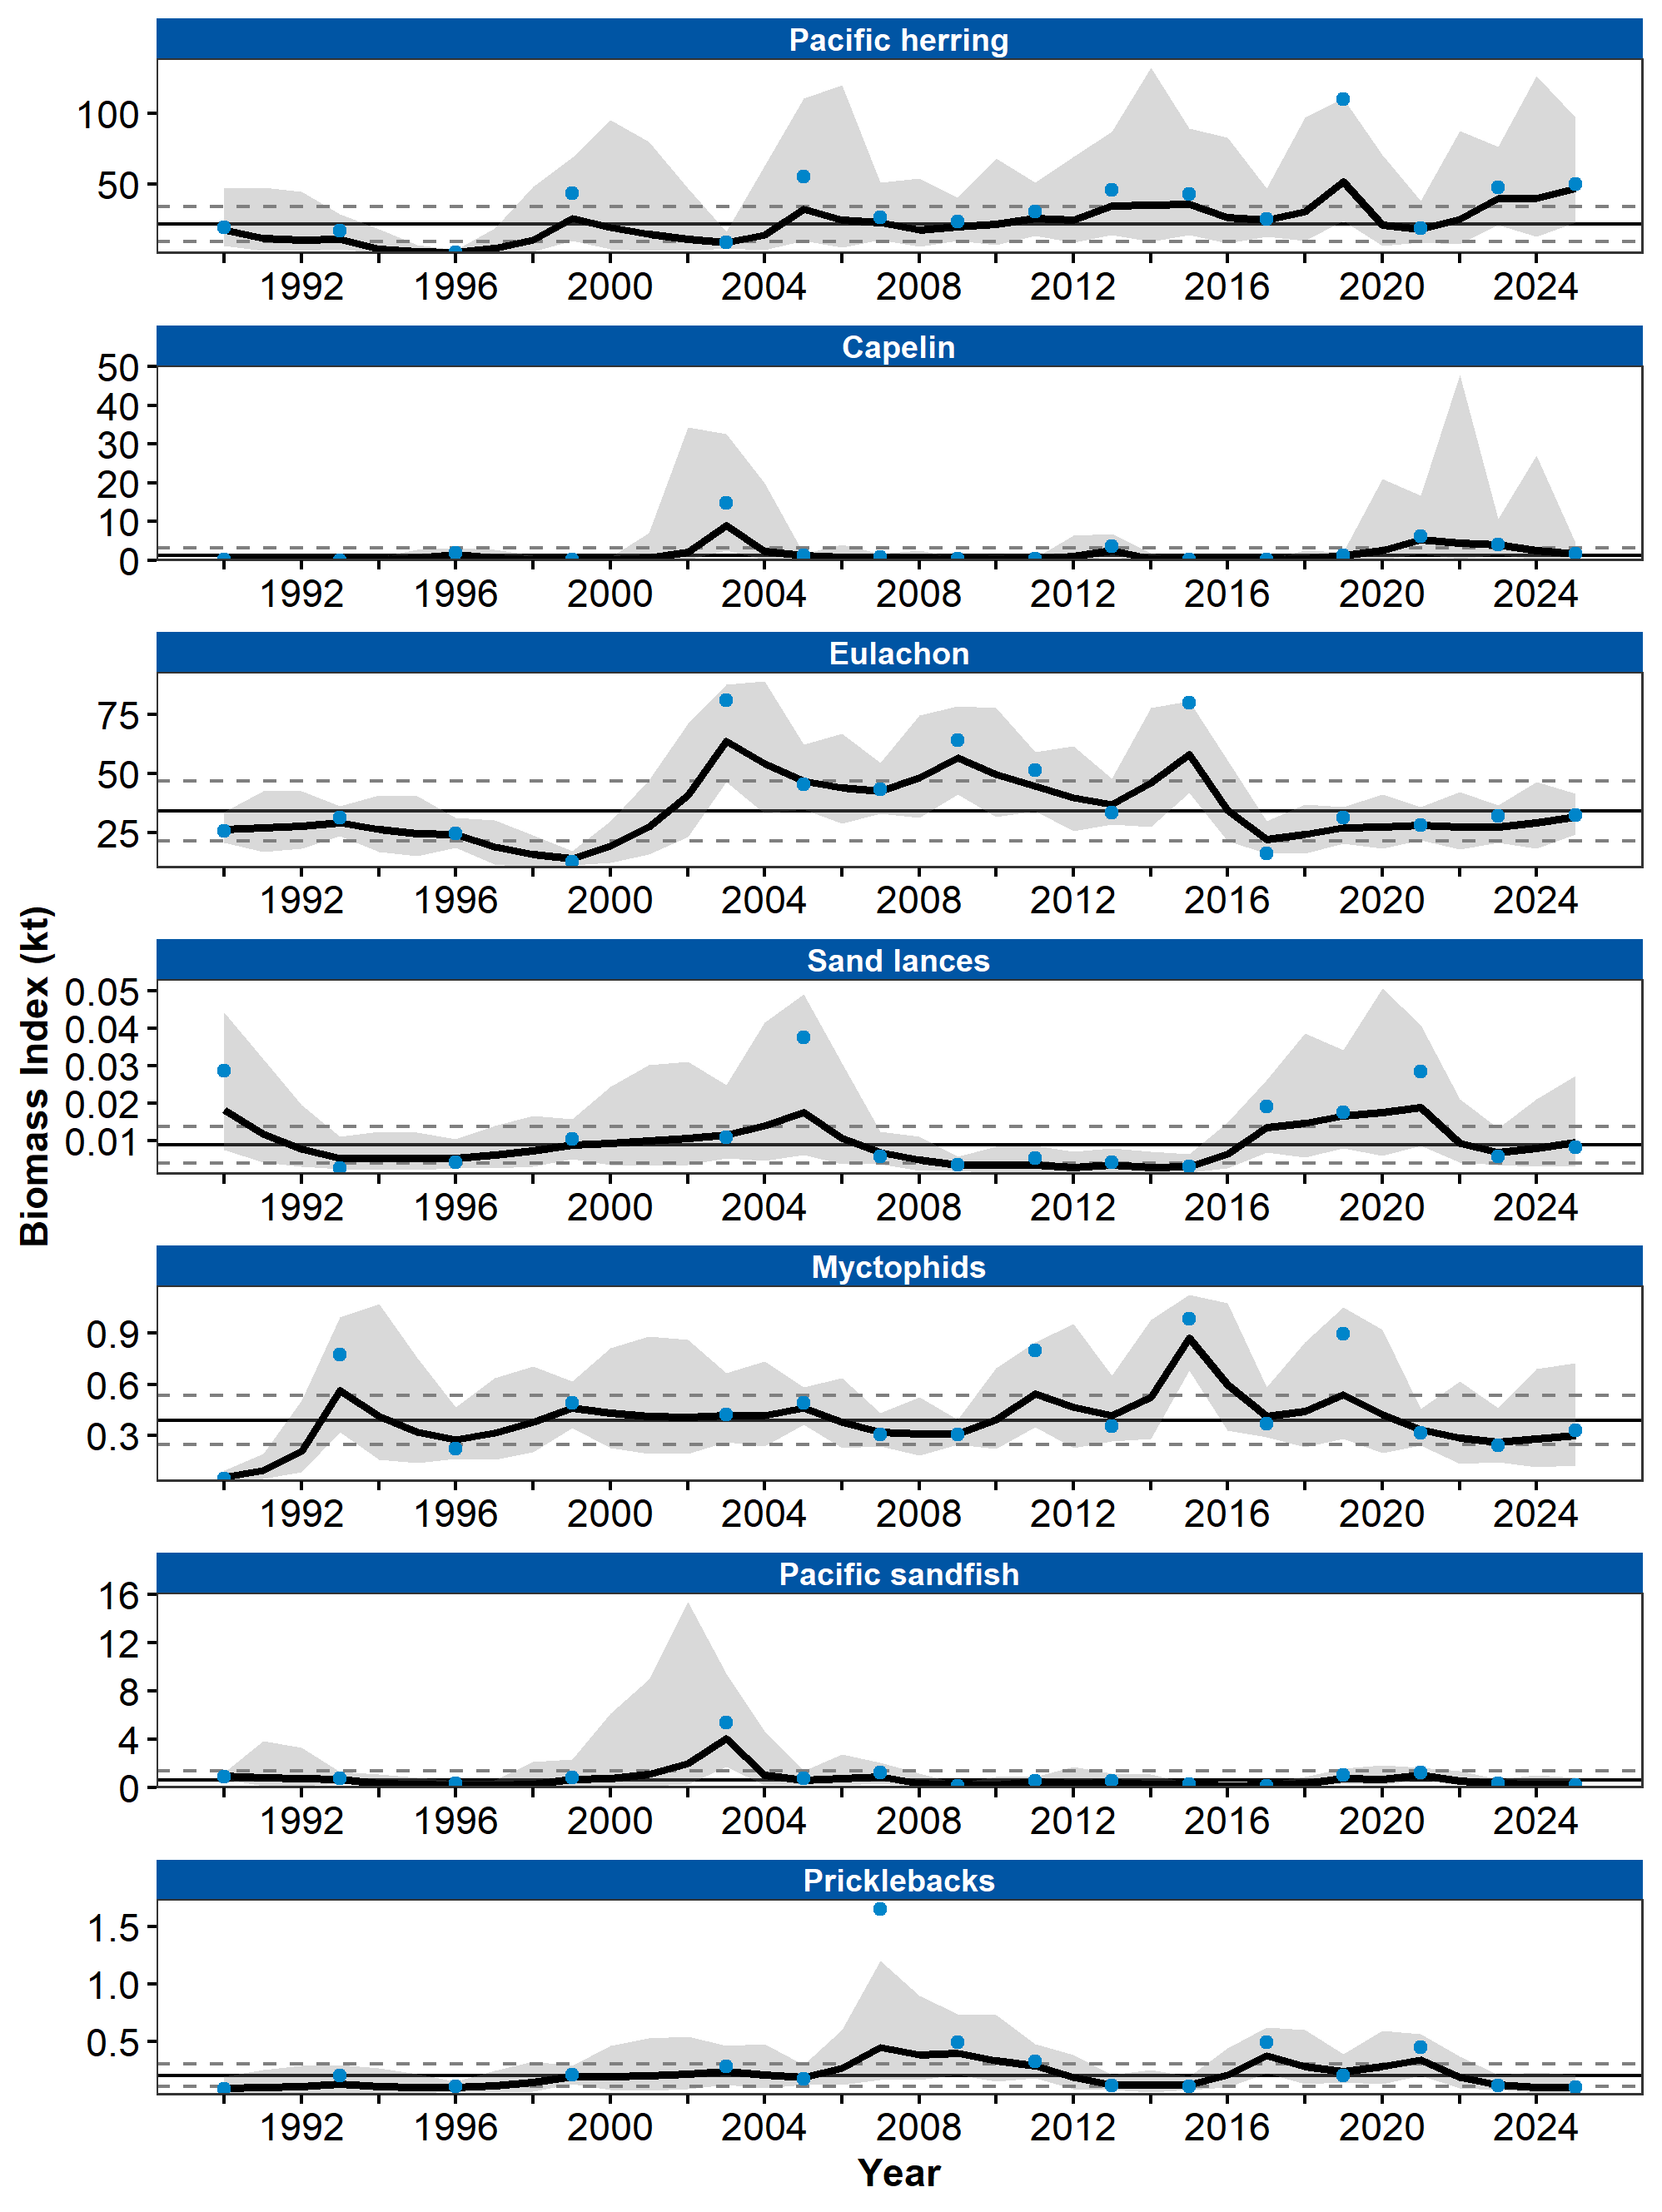 Pacific herring
100
50
1992 1996 2000 2004 2008 2012 2016 2020 2024
Capelin
50
40
30
20
10
0
1992 1996 2000 2004 2008 2012 2016 2020 2024
Eulachon
75
50
25
1992 1996 2000 2004 2008 2012 2016 2020 2024
Biomass Index (kt)
Sand lances
0.05
0.04
0.03
0.02
0.01
1992 1996 2000 2004 2008 2012 2016 2020 2024
Myctophids
0.9
0.6
0.3
1992 1996 2000 2004 2008 2012 2016 2020 2024
Pacific sandfish
16
12
8
4
0
1992 1996 2000 2004 2008 2012 2016 2020 2024
Pricklebacks
1.5
1.0
0.5
1992 1996 2000 2004 2008 2012 2016 2020 2024
Year